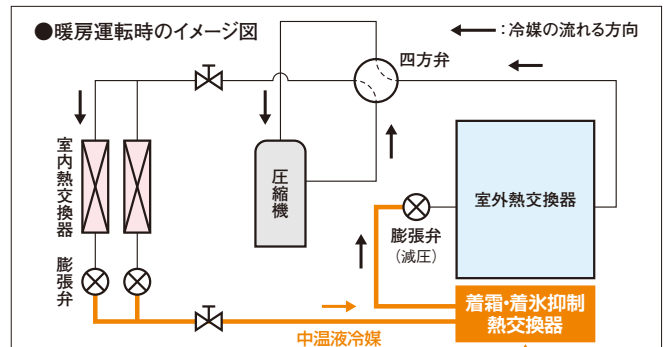 ●暖房運転時のイメージ図
:冷媒の流れる方向
四方弁
室内熱交換器
圧縮機
室外熱交換器
膨張弁
(減圧)
膨張弁
着霜・着氷抑制
熱交換器
中温液冷媒